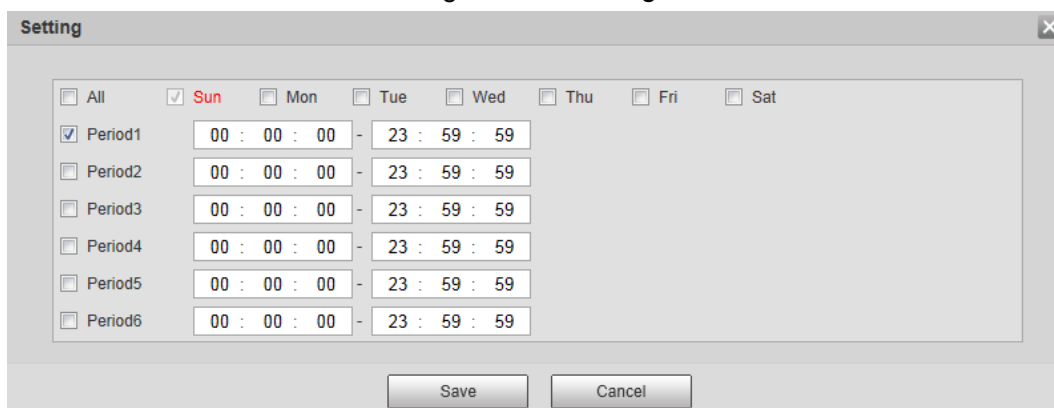 Setting
All Sun Mon Tue Wed Thu Fri Sat
Period1 00 : 00 : 00 - 23 : 59 : 59
Period2 00 : 00 : 00 - 23 : 59 : 59
Period3 00 : 00 : 00 - 23 : 59 : 59
Period4 00 : 00 : 00 - 23 : 59 : 59
Period5 00 : 00 : 00 - 23 : 59 : 59
Period6 00 : 00 : 00 - 23 : 59 : 59
Save Cancel